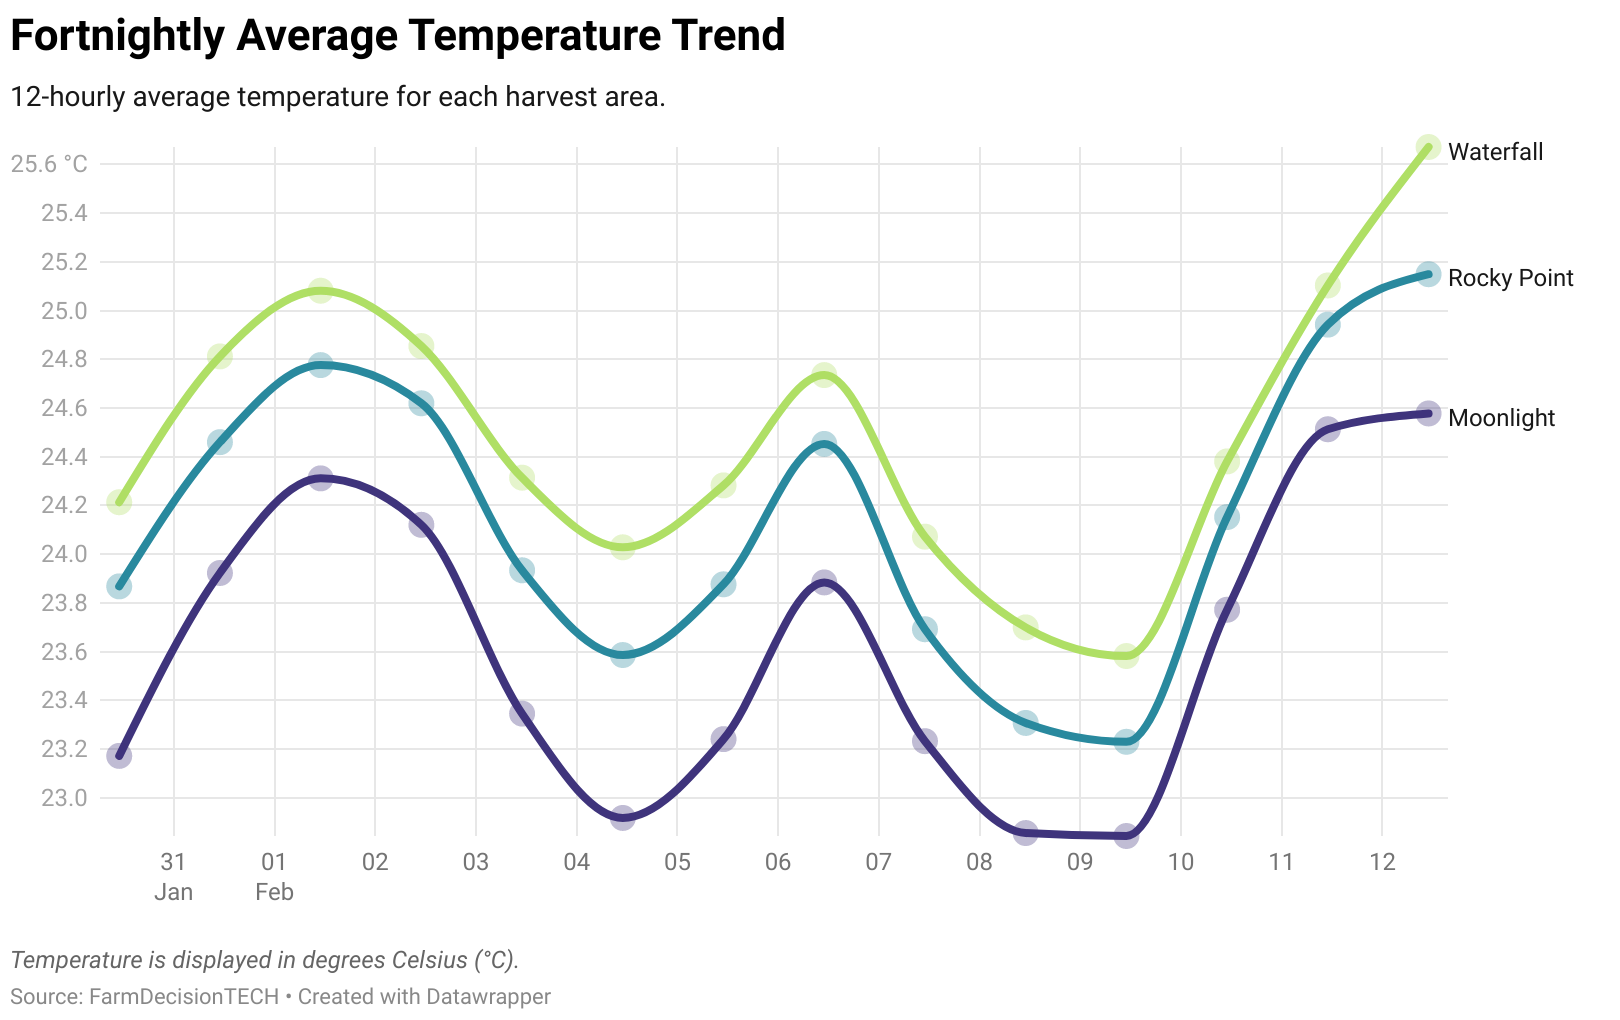 Fortnightly Average Temperature Trend
12-hourly average temperature for each harvest area.
25.6 °C
25.4
25.2
25.0
24.8
24.6
24.4
24.2
24.0
23.8
23.6
23.4
23.2
23.0
Waterfall
Rocky Point
Moonlight
31 01 02 03 04 05 06 07 08 09 10 11 12
Jan Feb
Temperature is displayed in degrees Celsius (°C).
Source: FarmDecisionTECH • Created with Datawrapper